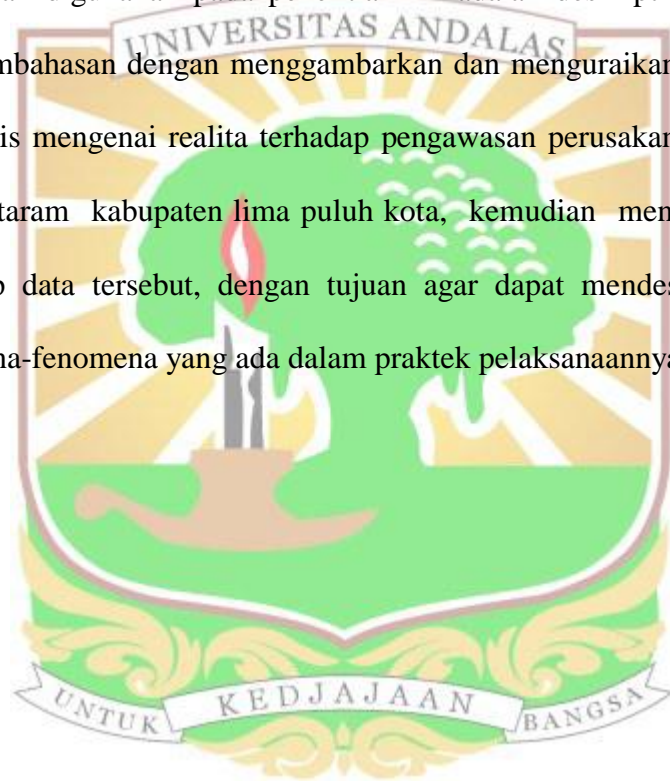 UNIVERSITAS ANDALAS
mbahasan dengan menggambarkan dan menguraikan
is mengenai realita terhadap pengawasan perusakan
taram kabupaten lima puluh kota, kemudian men
data tersebut, dengan tujuan agar dapat mendes
na-fenomena yang ada dalam praktek pelaksanaannya
UNTUK KEDJAJAAN BANGSA